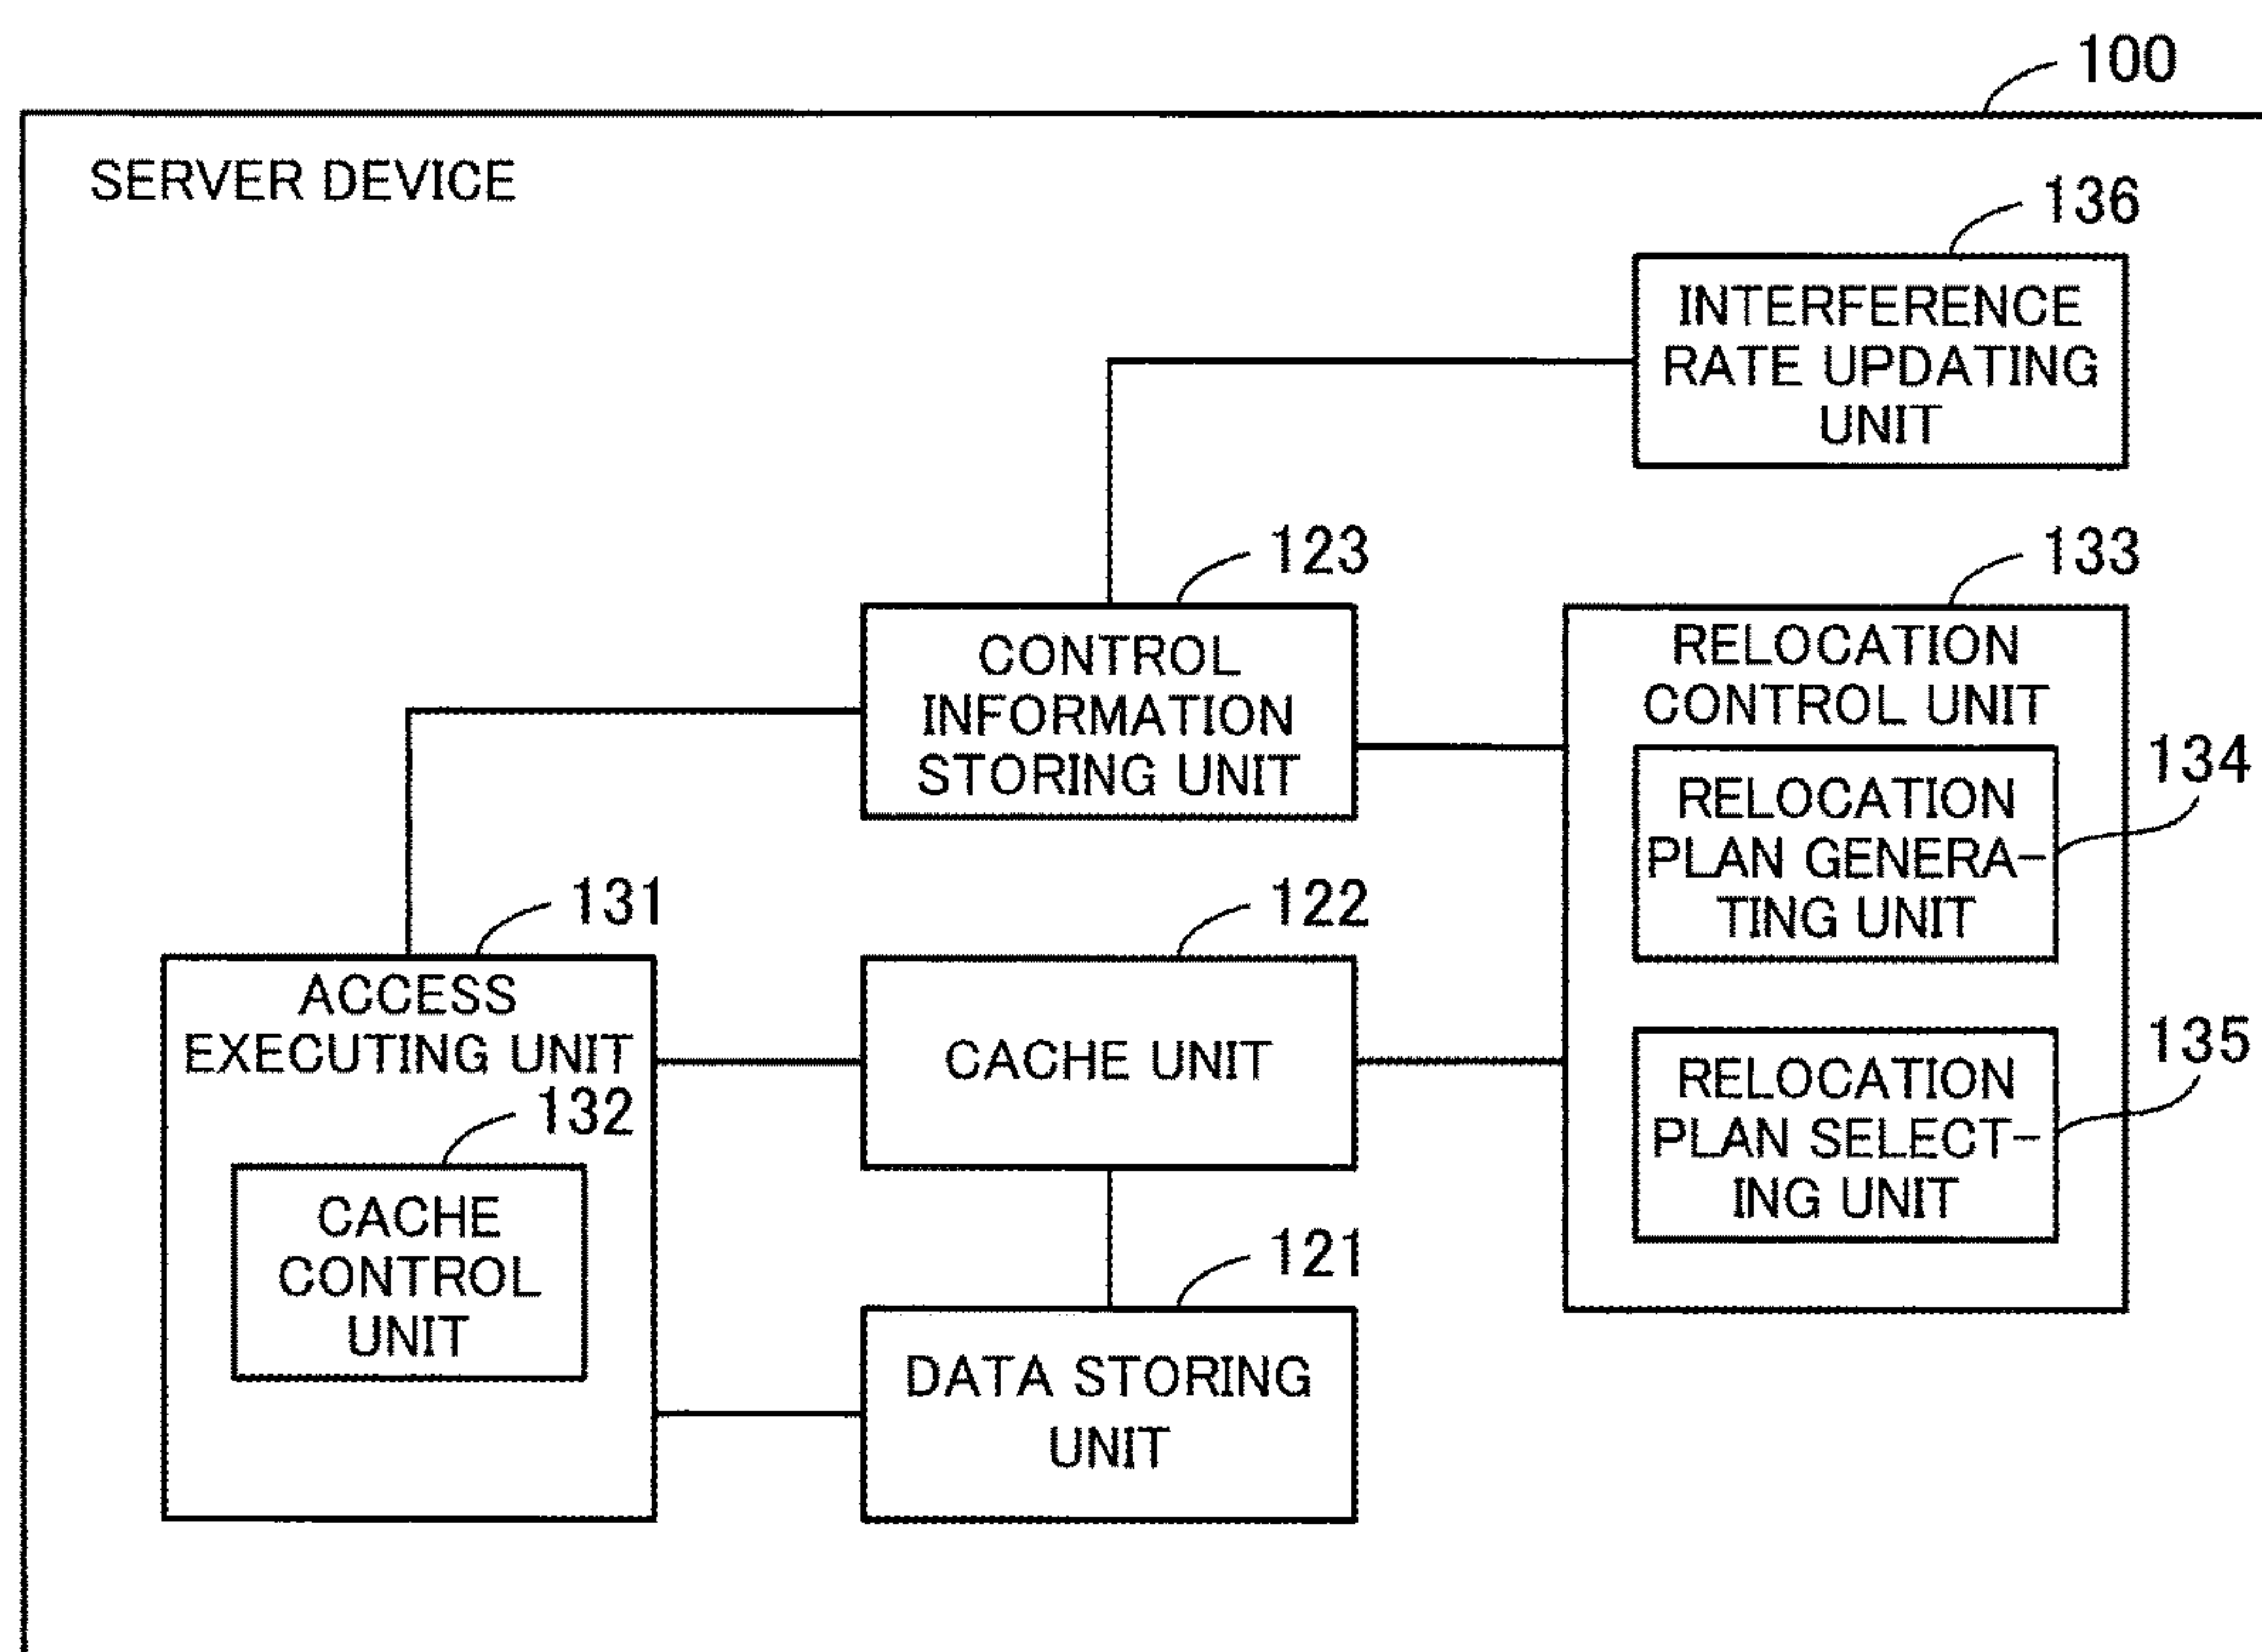 100
SERVER DEVICE
136
INTERFERENCE
RATE UPDATING
UNIT
123
CONTROL
INFORMATION
STORING UNIT
133
RELOCATION
CONTROL UNIT
134
RELOCATION
PLAN GENERA-
TING UNIT
135
RELOCATION
PLAN SELECT-
ING UNIT
131
ACCESS
EXECUTING UNIT
132
CACHE
CONTROL
UNIT
122
CACHE UNIT
121
DATA STORING
UNIT